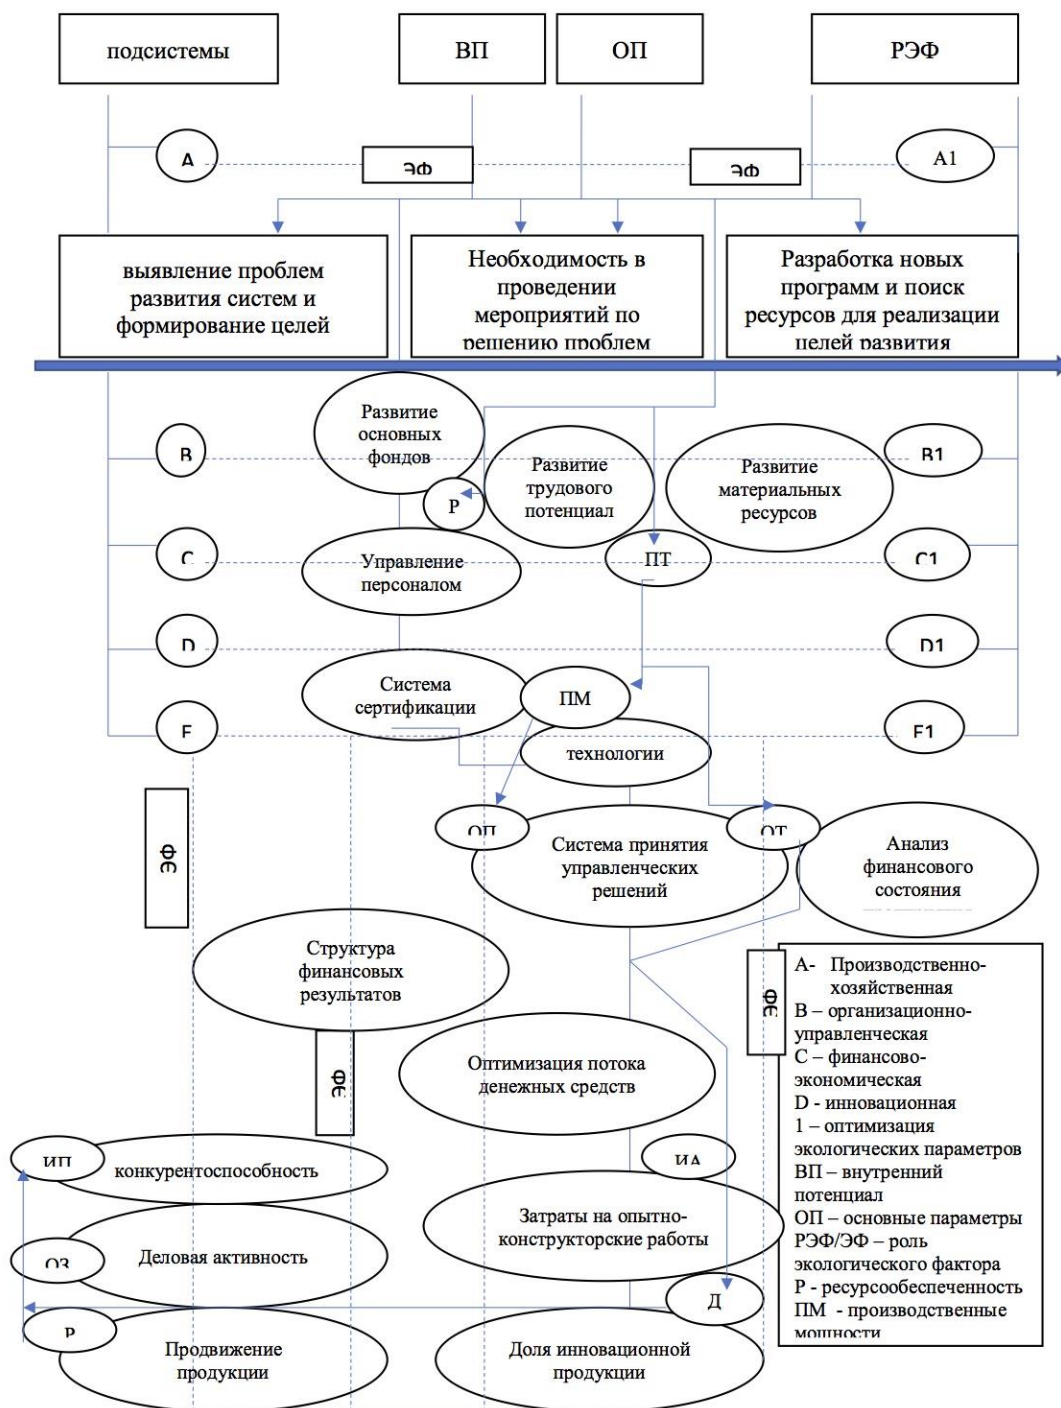 подсистемы
ВП
ОП
РЭФ
А
А1
ЭФ
ЭФ
выявление проблем
развития систем и
формирование целей
Необходимость в
проведении
мероприятий по
решению проблем
Разработка новых
программ и поиск
ресурсов для реализации
целей развития
Развитие
основных
фондов
В
В1
Развитие
трудового
потенциал
Развитие
материальных
ресурсов
Р
С
С1
ПТ
Управление
персоналом
D
D1
Система
сертификации
ПМ
технологии
ОП
ОТ
Система принятия
управленческих
решений
Анализ
финансового
состояния
ЭФ
Структура
финансовых
результатов
ЭФ
ЭФ
Оптимизация потока
денежных средств
А- Производственно-
хозяйственная
В – организационно-
управленческая
С – финансово-
экономическая
D - инновационная
1 – оптимизация
экологических параметров
ВП – внутренний
потенциал
ОП – основные параметры
РЭФ/ЭФ – роль
экологического фактора
Р - ресурсообеспеченность
ПМ - производственные
мощности
ИП
конкурентоспособность
Затраты на опытно-
конструкторские работы
ОЗ
Деловая активность
Д
Продвижение
продукции
Доля инновационной
продукции